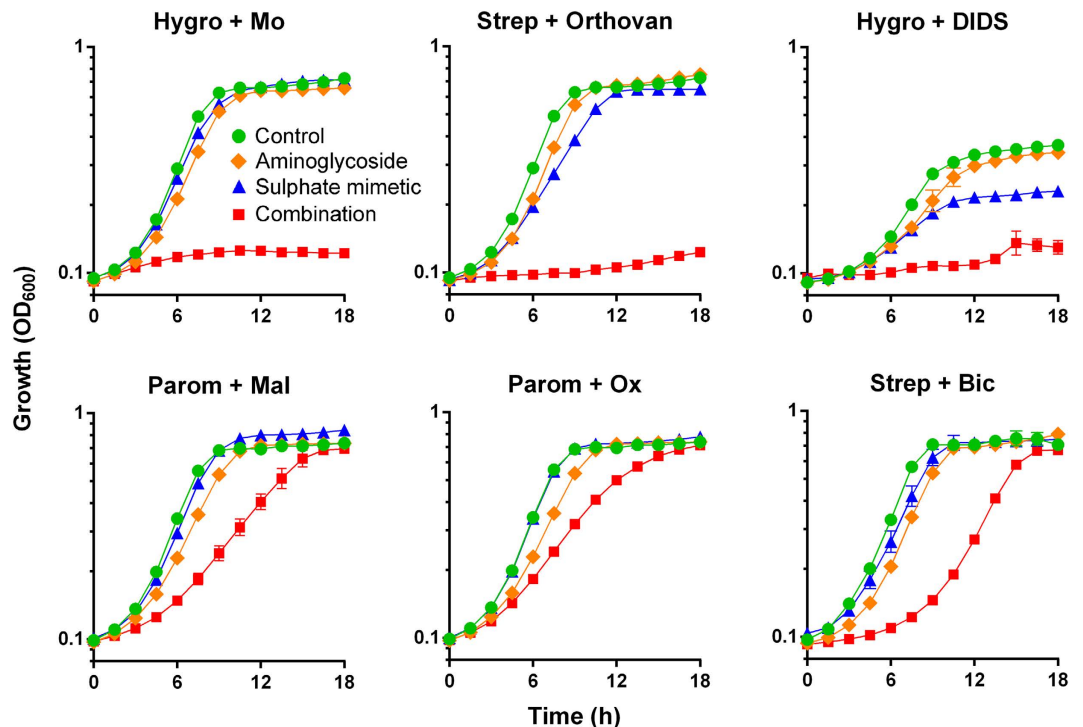 Hygro + Mo
Strep + Orthovan
Hygro + DIDS
1
0.1
0 6 12 18
Control
Aminoglycoside
Sulphate mimetic
Combination
1
0.1
0 6 12 18
1
0.1
0 6 12 18
Growth (OD600)
Parom + Mal
Parom + Ox
Strep + Bic
1
0.1
0 6 12 18
1
0.1
0 6 12 18
1
0.1
0 6 12 18
Time (h)